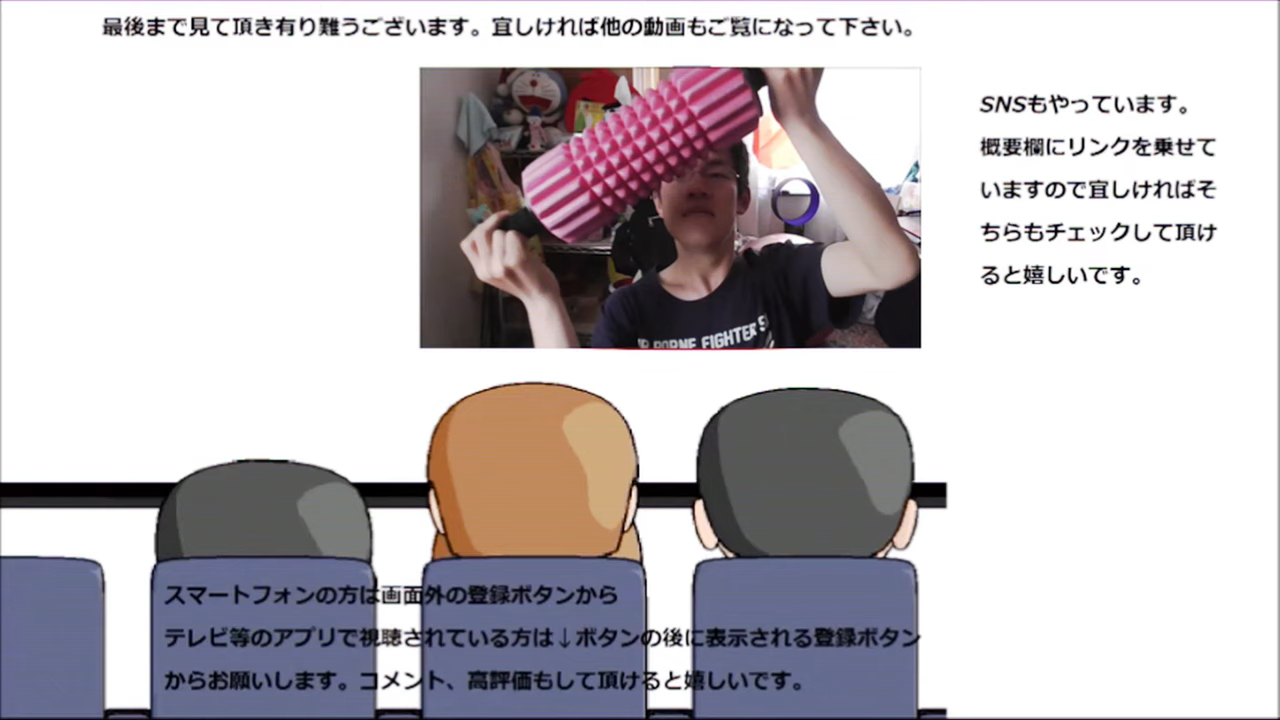 最後まで見て頂き有り難うございます。宜しければ他の動画もご覧になって下さい。
SNSもやっています。
概要欄にリンクを乗せて
いますので宜しければそ
ちらもチェックして頂け
ると嬉しいです。
FIGHTER
スマートフォンの方は画面外の登録ボタンから
テレビ等のアプリで視聴されている方は↓ボタンの後に表示される登録ボタン
からお願いします。コメント、高評価もして頂けると嬉しいです。